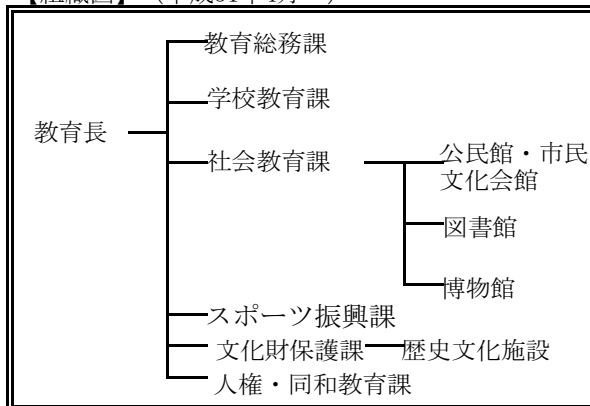 教育総務課
学校教育課
教育長
社会教育課
公民館・市民
文化会館
図書館
博物館
スポーツ振興課
文化財保護課
歴史文化施設
人権・同和教育課